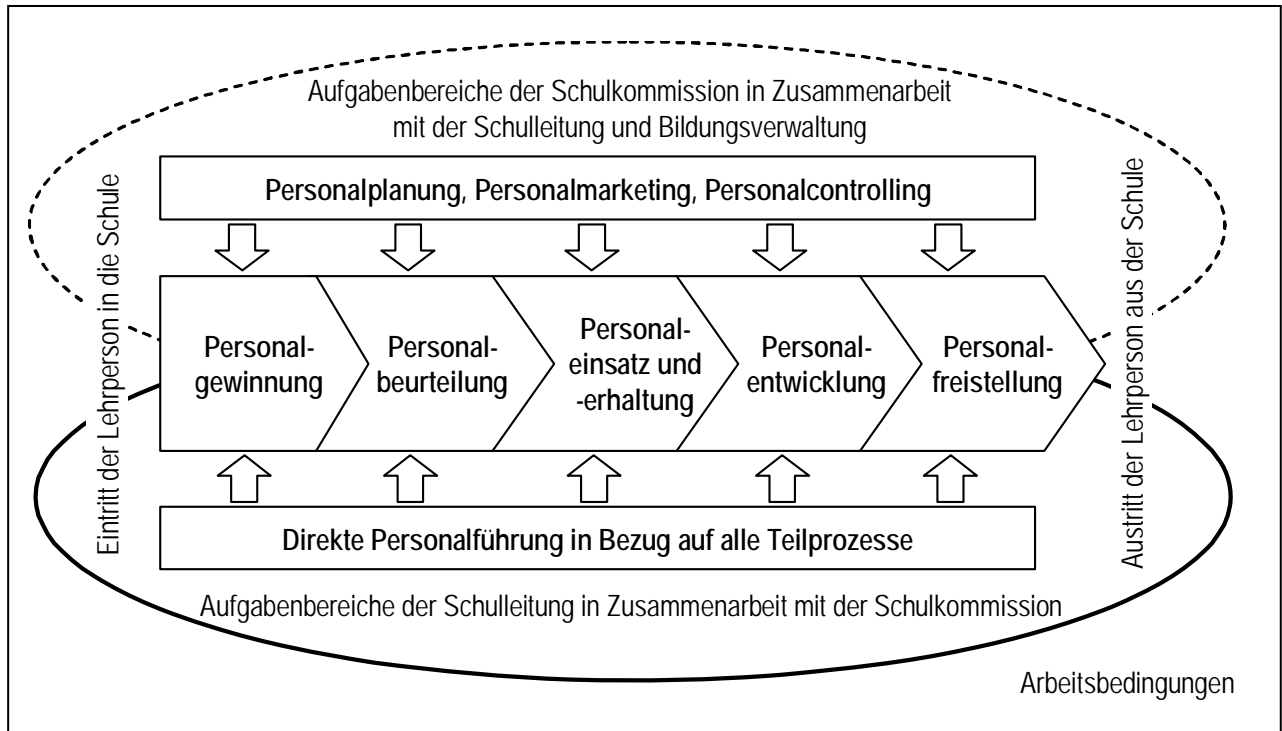 Aufgabenbereiche der Schulkommission in Zusammenarbeit
mit der Schulleitung und Bildungsverwaltung
Eintritt der Lehrperson in die Schule
Personalplanung, Personalmarketing, Personalcontrolling
Personal-
gewinnung
Personal-
beurteilung
Personal-
einsatz und
-erhaltung
Personal-
entwicklung
Personal-
freistellung
Austritt der Lehrperson aus der Schule
Direkte Personalführung in Bezug auf alle Teilprozesse
Aufgabenbereiche der Schulleitung in Zusammenarbeit mit der Schulkommission
Arbeitsbedingungen